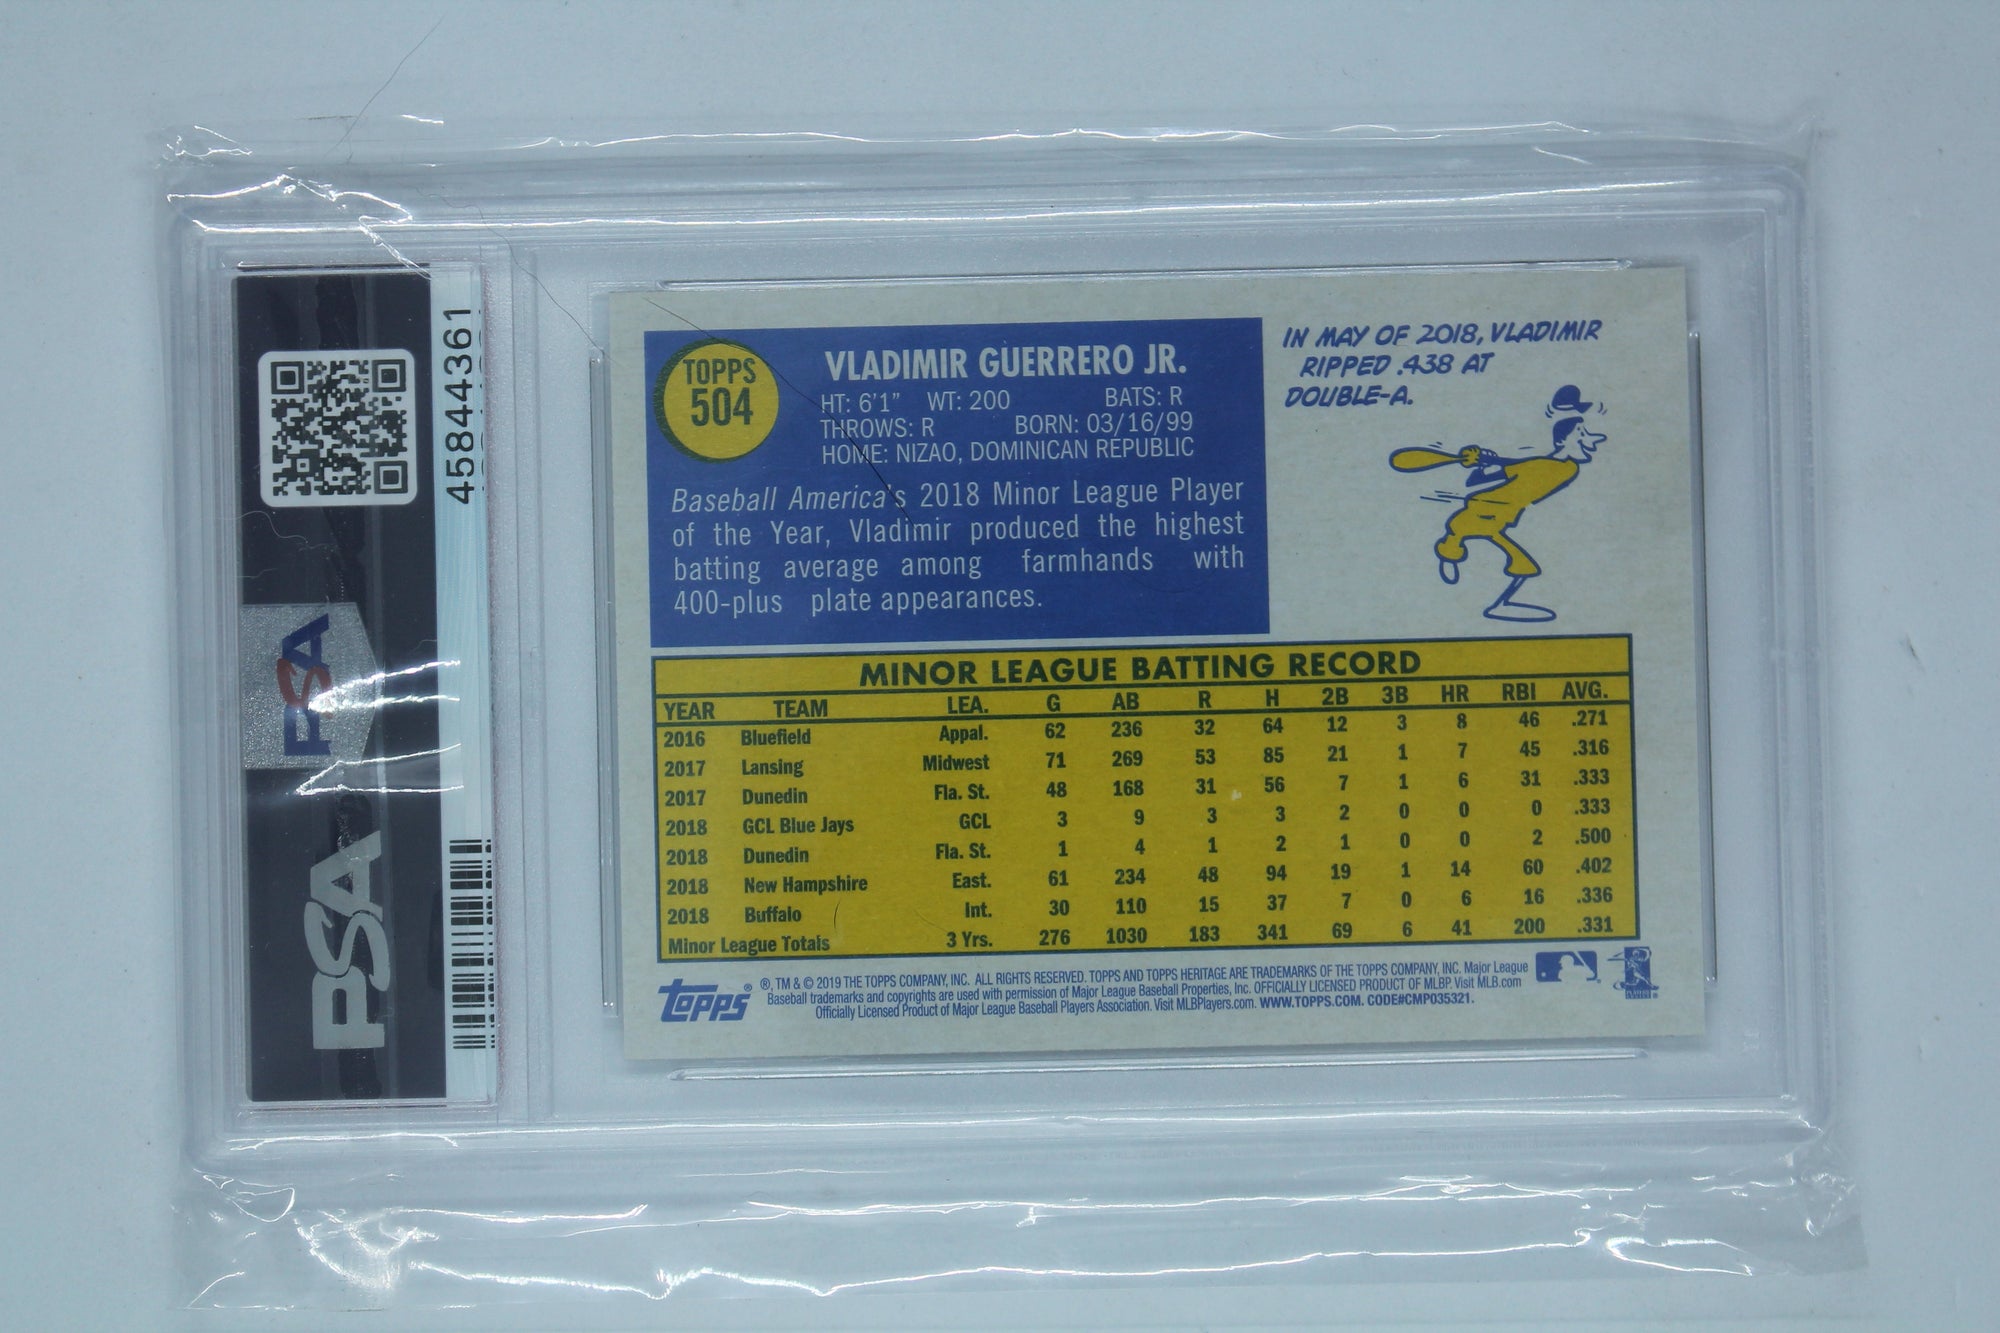 45844361
PSA
PSA
TOPPS
504
VLADIMIR GUERRERO JR.
HT: 6'1" WT: 200 BATS: R
THROWS: R BORN: 03/16/99
HOME: NIZAO, DOMINICAN REPUBLIC
Baseball America's 2018 Minor League Player
of the Year, Vladimir produced the highest
batting average among farmhands with
400-plus plate appearances.
IN MAY OF 2018, VLADIMIR
RIPPED .438 AT
DOUBLE-A.
MINOR LEAGUE BATTING RECORD
YEAR TEAM LEA. G AB R H 2B 3B HR RBI AVG.
2016 Bluefield Appal. 62 236 32 64 12 3 8 46 .271
2017 Lansing Midwest 71 269 53 85 21 1 7 45 .316
2017 Dunedin Fla. St. 48 168 31 56 7 1 6 31 .333
2018 GCL Blue Jays GCL 3 9 3 3 2 0 0 0 .333
2018 Dunedin Fla. St. 1 4 1 2 1 0 0 2 .500
2018 New Hampshire East. 61 234 48 94 19 1 14 60 .402
2018 Buffalo Int. 30 110 15 37 7 0 6 16 .336
Minor League Totals 3 Yrs. 276 1030 183 341 69 6 41 200 .331
Topps ®
®, TM & © 2019 THE TOPPS COMPANY, INC. ALL RIGHTS RESERVED. TOPPS AND TOPPS HERITAGE ARE TRADEMARKS OF THE TOPPS COMPANY, INC. Major League
Baseball trademarks and copyrights are used with permission of Major League Baseball Properties, Inc. OFFICIALLY LICENSED PRODUCT OF MLBP. Visit MLB.com
Officially Licensed Product of Major League Baseball Players Association. Visit MLBPlayers.com. WWW.TOPPS.COM. CODE#CMP035321.